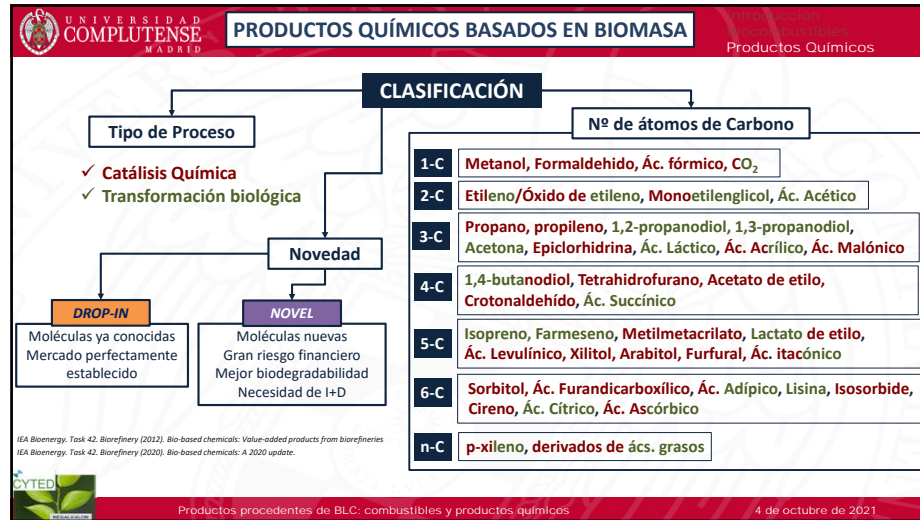 UNIVERSIDAD
COMPLUTENSE
MADRID
PRODUCTOS QUÍMICOS BASADOS EN BIOMASA
Introducción
Biocombustibles
Productos Químicos
CLASIFICACIÓN
Tipo de Proceso
✓ Catálisis Química
✓ Transformación biológica
Novedad
DROP-IN
Moléculas ya conocidas
Mercado perfectamente
establecido
NOVEL
Moléculas nuevas
Gran riesgo financiero
Mejor biodegradabilidad
Necesidad de I+D
Nº de átomos de Carbono
1-C
Metanol, Formaldehido, Ác. fórmico, CO₂
2-C
Etileno/Óxido de etileno, Monoetilenglicol, Ác. Acético
3-C
Propano, propileno, 1,2-propanodiol, 1,3-propanodiol,
Acetona, Epiclorhidrina, Ác. Láctico, Ác. Acrílico, Ác. Malónico
4-C
1,4-butanodiol, Tetrahidrofurano, Acetato de etilo,
Crotonaldehído, Ác. Succínico
5-C
Isopreno, Farmeseno, Metilmetacrilato, Lactato de etilo,
Ác. Levulínico, Xilitol, Arabitol, Furfural, Ác. itacónico
6-C
Sorbitol, Ác. Furandicarboxílico, Ác. Adípico, Lisina, Isosorbide,
Cireno, Ác. Cítrico, Ác. Ascórbico
n-C
p-xileno, derivados de ács. grasos
IEA Bioenergy. Task 42. Biorefinery (2012). Bio-based chemicals: Value-added products from biorefineries
IEA Bioenergy. Task 42. Biorefinery (2020). Bio-based chemicals: A 2020 update.
CYTED
Productos procedentes de BLC: combustibles y productos químicos
4 de octubre de 2021